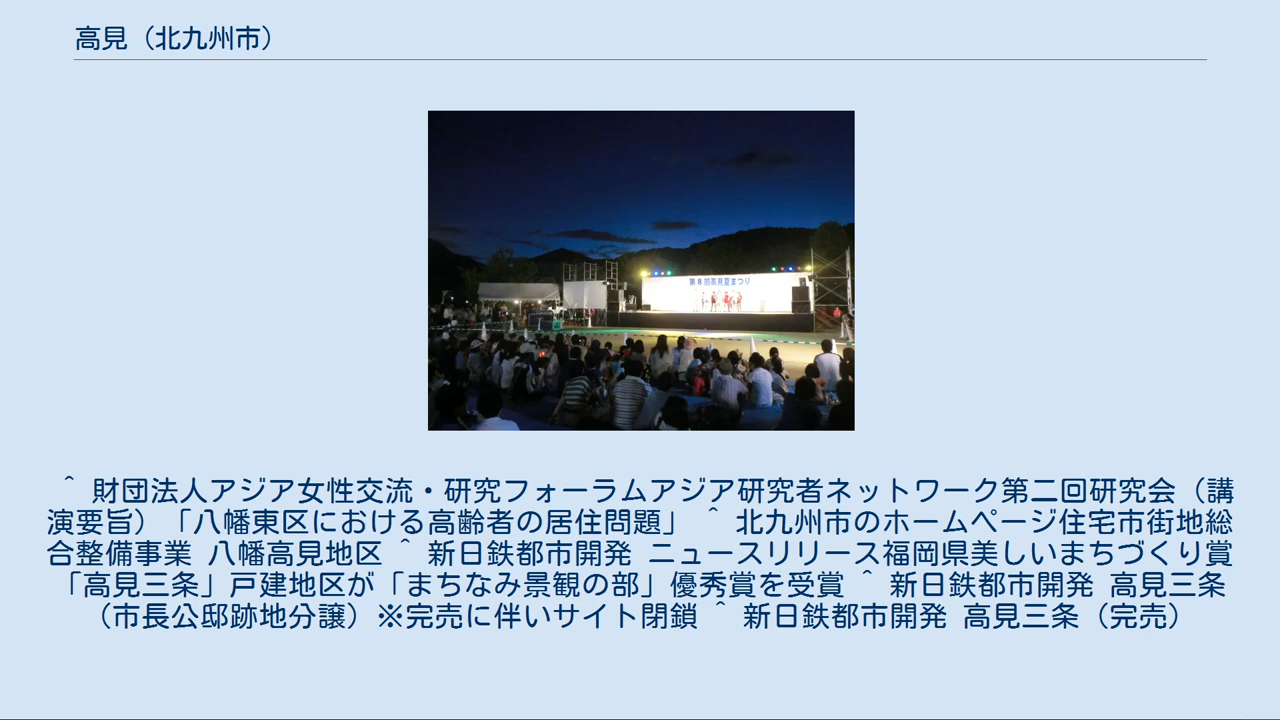 高見（北九州市）
第8回高見夏まつり
^ 財団法人アジア女性交流・研究フォーラムアジア研究者ネットワーク第二回研究会（講
演要旨）「八幡東区における高齢者の居住問題」 ^ 北九州市のホームページ住宅市街地総
合整備事業 八幡高見地区 ^ 新日鉄都市開発 ニュースリリース福岡県美しいまちづくり賞
「高見三条」戸建地区が「まちなみ景観の部」優秀賞を受賞 ^ 新日鉄都市開発 高見三条
（市長公邸跡地分譲）※完売に伴いサイト閉鎖 ^ 新日鉄都市開発 高見三条（完売）